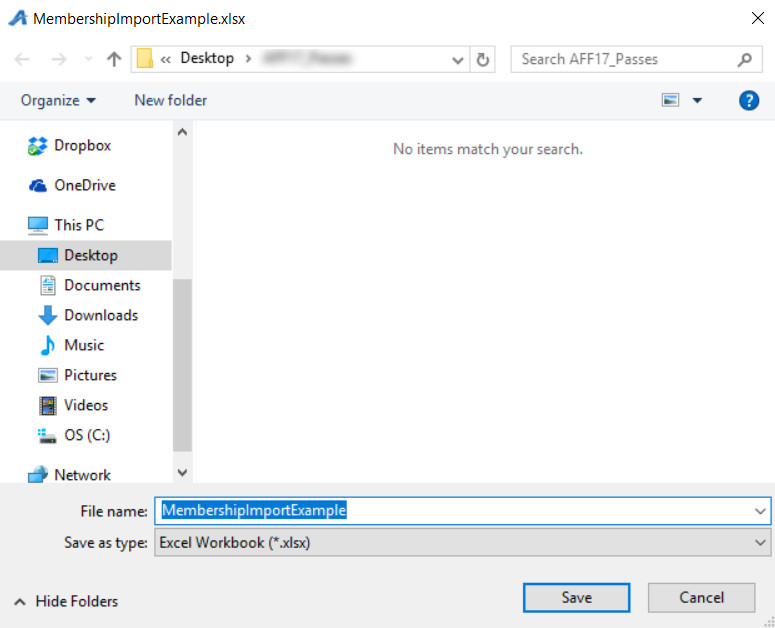 MembershipImportExample.xlsx
« Desktop > Search AFF17_Passes
Organize New folder ?
Dropbox
No items match your search.
OneDrive
This PC
Desktop
Documents
Downloads
Music
Pictures
Videos
OS (C:)
Network
File name: MembershipImportExample
Save as type: Excel Workbook (*.xlsx)
Hide Folders Save Cancel